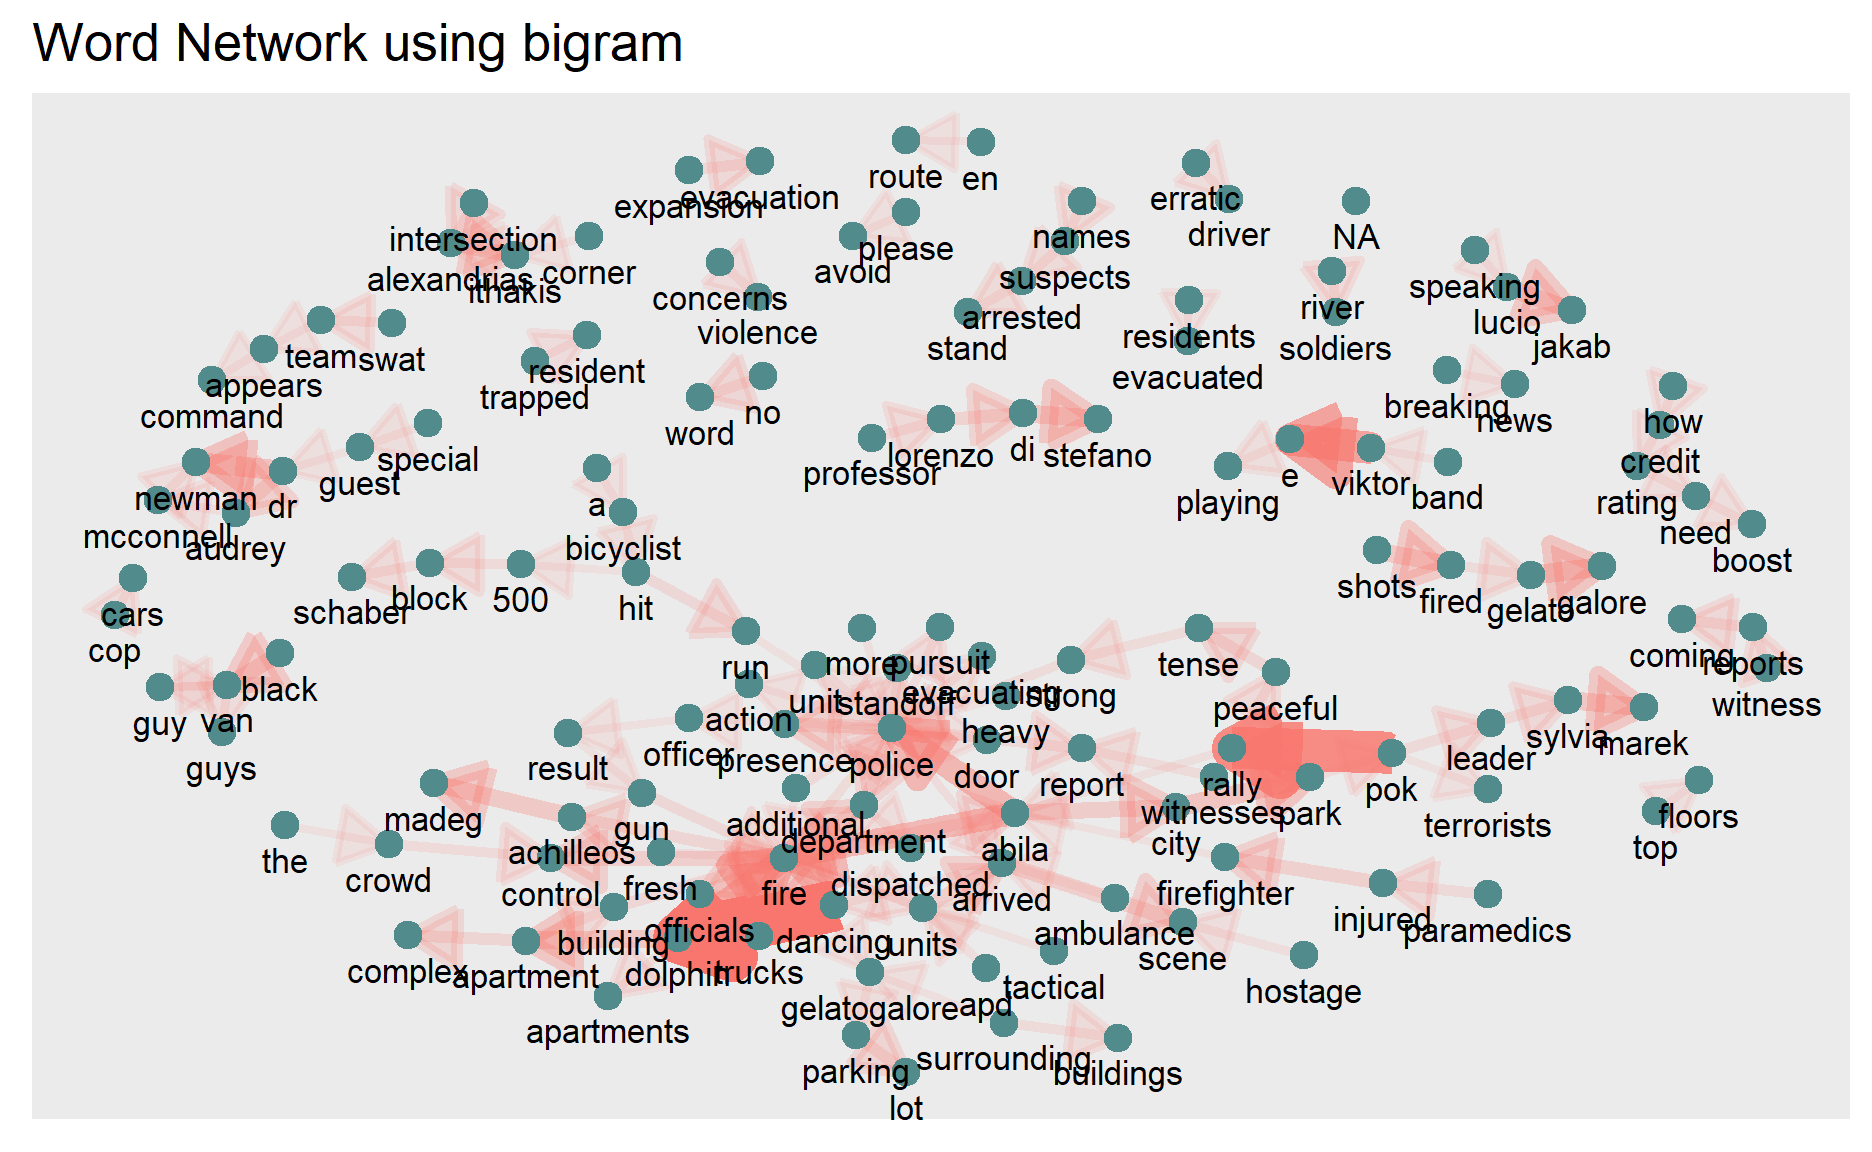 Word Network using bigram
route
en
expansion
evacuation
erratic
driver
NA
intersection
alexandrias
ithakis
corner
avoid
please
names
suspects
arrested
stand
concerns
violence
residents
evacuated
river
soldiers
speaking
lucio
jakab
command
appears
team
swat
trapped
resident
word
no
breaking
news
how
credit
rating
need
boost
newman
dr
guest
special
mcconnell
audrey
professor
lorenzo
di
stefano
playing
e
viktor
band
a
bicyclist
hit
500
block
schaber
shots
fired
gelato
galore
cars
cop
guy
van
black
guys
run
more
pursuit
unit
standoff
evacuating
strong
tense
peaceful
coming
reports
witness
action
officer
result
presence
police
heavy
door
report
rally
park
pok
leader
sylvia
marek
terrorists
floors
top
madeg
achilleos
gun
additional
department
abila
witnesses
city
the
crowd
control
fresh
fire
dispatched
arrived
firefighter
injured
paramedics
complex
apartment
building
officials
dolphin
trucks
dancing
units
ambulance
scene
hostage
apartments
gelatogalore
apd
tactical
parking
lot
surrounding
buildings